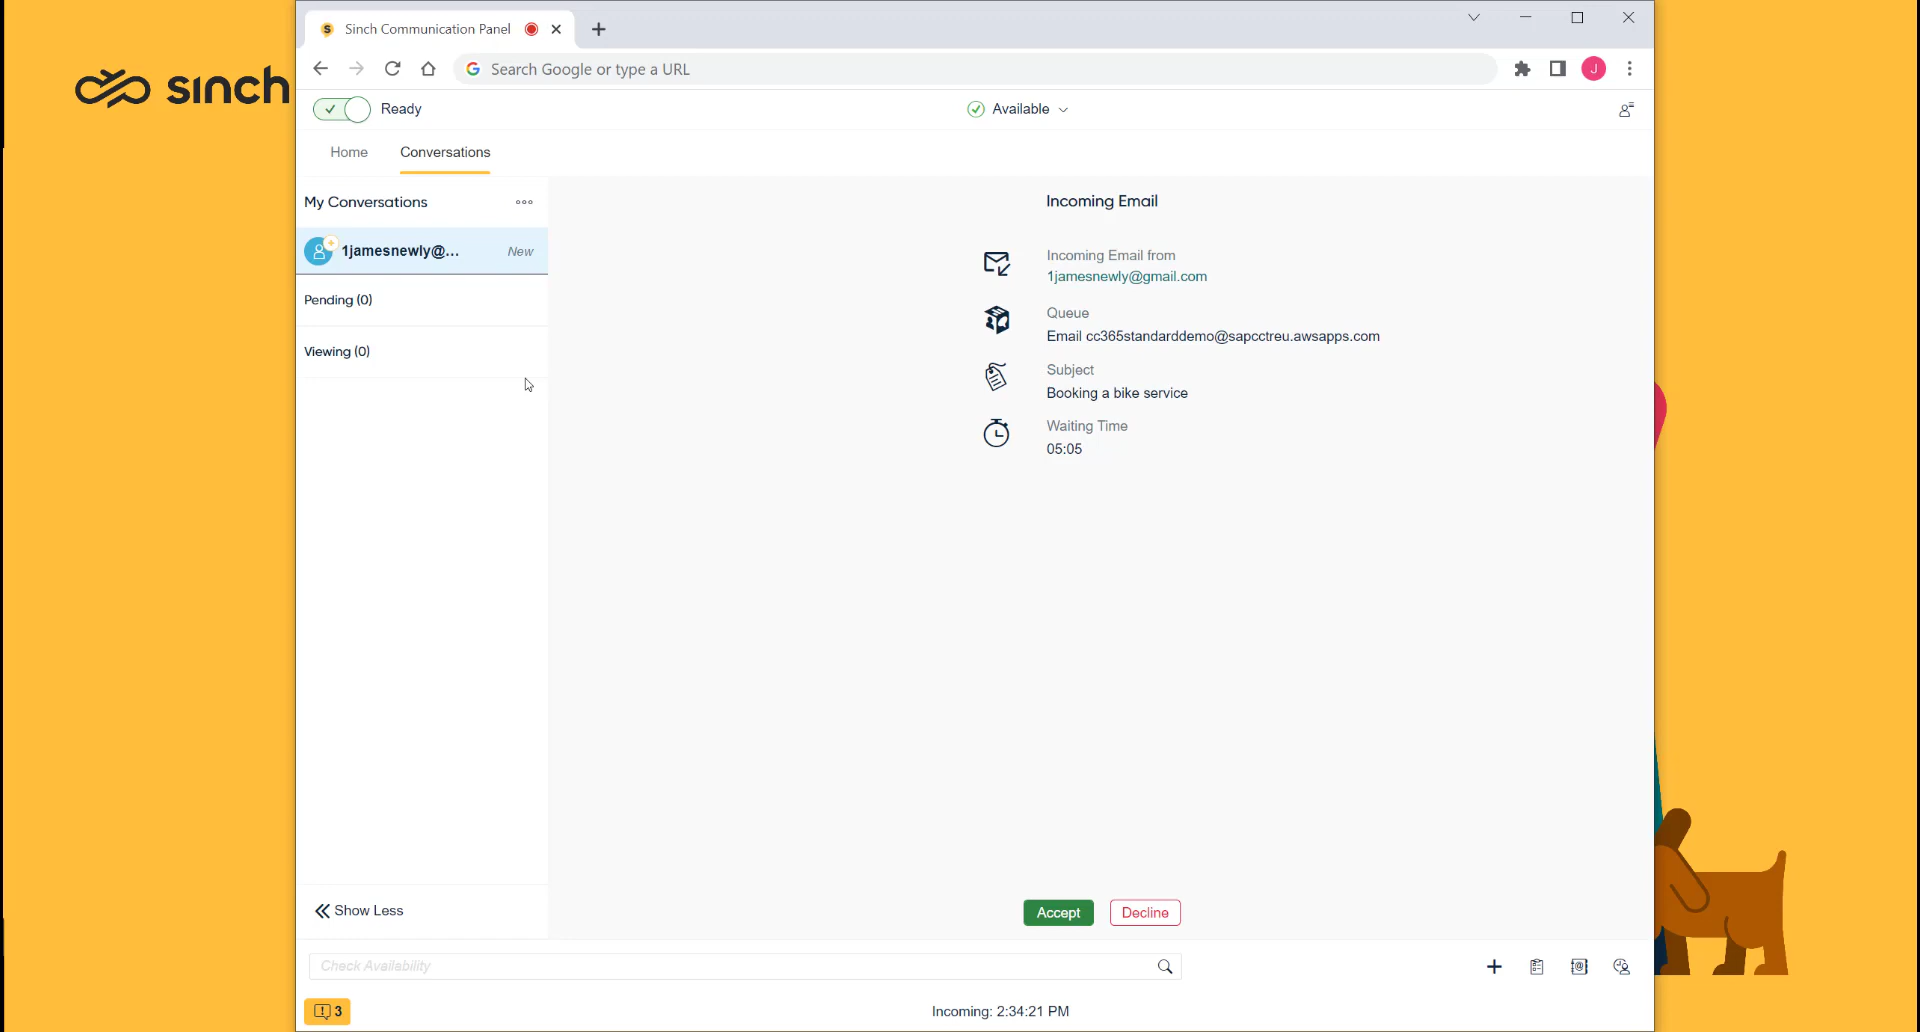 sinch
Sinch Communication Panel
Search Google or type a URL
J
Ready
Available
Home
Conversations
My Conversations
1jamesnewly@...
New
Pending (0)
Viewing (0)
Incoming Email
Incoming Email from
1jamesnewly@gmail.com
Queue
Email cc365standarddemo@sapcctreu.awsapps.com
Subject
Booking a bike service
Waiting Time
05:05
Show Less
Accept
Decline
Check Availability
3
Incoming: 2:34:21 PM